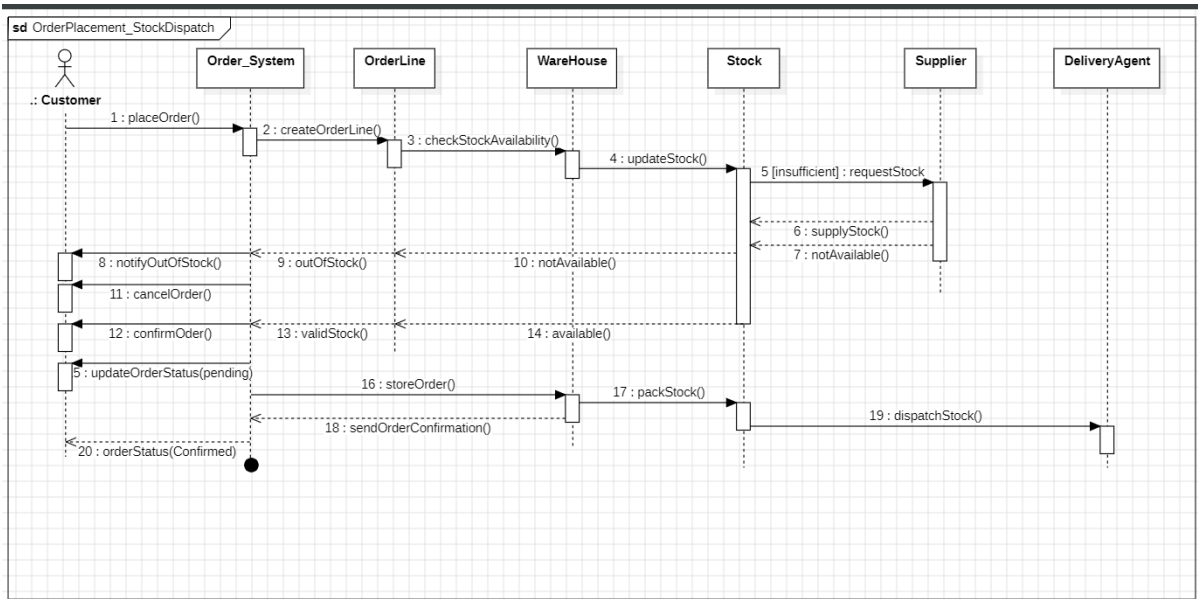 sd OrderPlacement_StockDispatch
.: Customer
Order_System
OrderLine
WareHouse
Stock
Supplier
DeliveryAgent
1 : placeOrder()
2 : createOrderLine()
3 : checkStockAvailability()
4 : updateStock()
5 [insufficient] : requestStock
6 : supplyStock()
7 : notAvailable()
8 : notifyOutOfStock()
9 : outOfStock()
10 : notAvailable()
11 : cancelOrder()
12 : confirmOder()
13 : validStock()
14 : available()
5 : updateOrderStatus(pending)
16 : storeOrder()
17 : packStock()
18 : sendOrderConfirmation()
19 : dispatchStock()
20 : orderStatus(Confirmed)